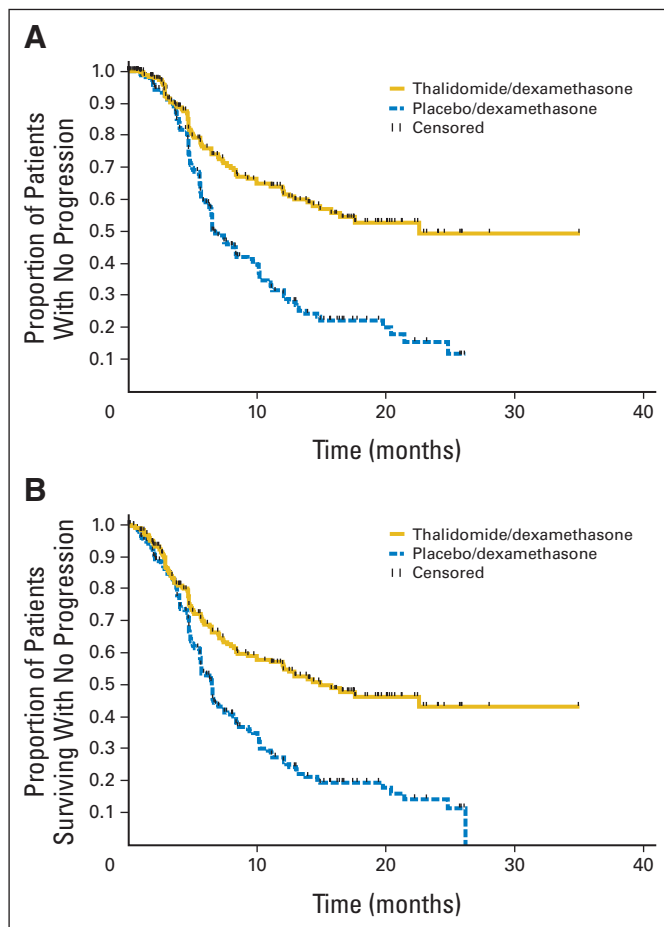 A
1.0
0.9
0.8
0.7
0.6
0.5
0.4
0.3
0.2
0.1
0
10
20
30
40
Proportion of Patients
With No Progression
Time (months)
Thalidomide/dexamethasone
Placebo/dexamethasone
Censored
B
1.0
0.9
0.8
0.7
0.6
0.5
0.4
0.3
0.2
0.1
0
10
20
30
40
Proportion of Patients
Surviving With No Progression
Time (months)
Thalidomide/dexamethasone
Placebo/dexamethasone
Censored